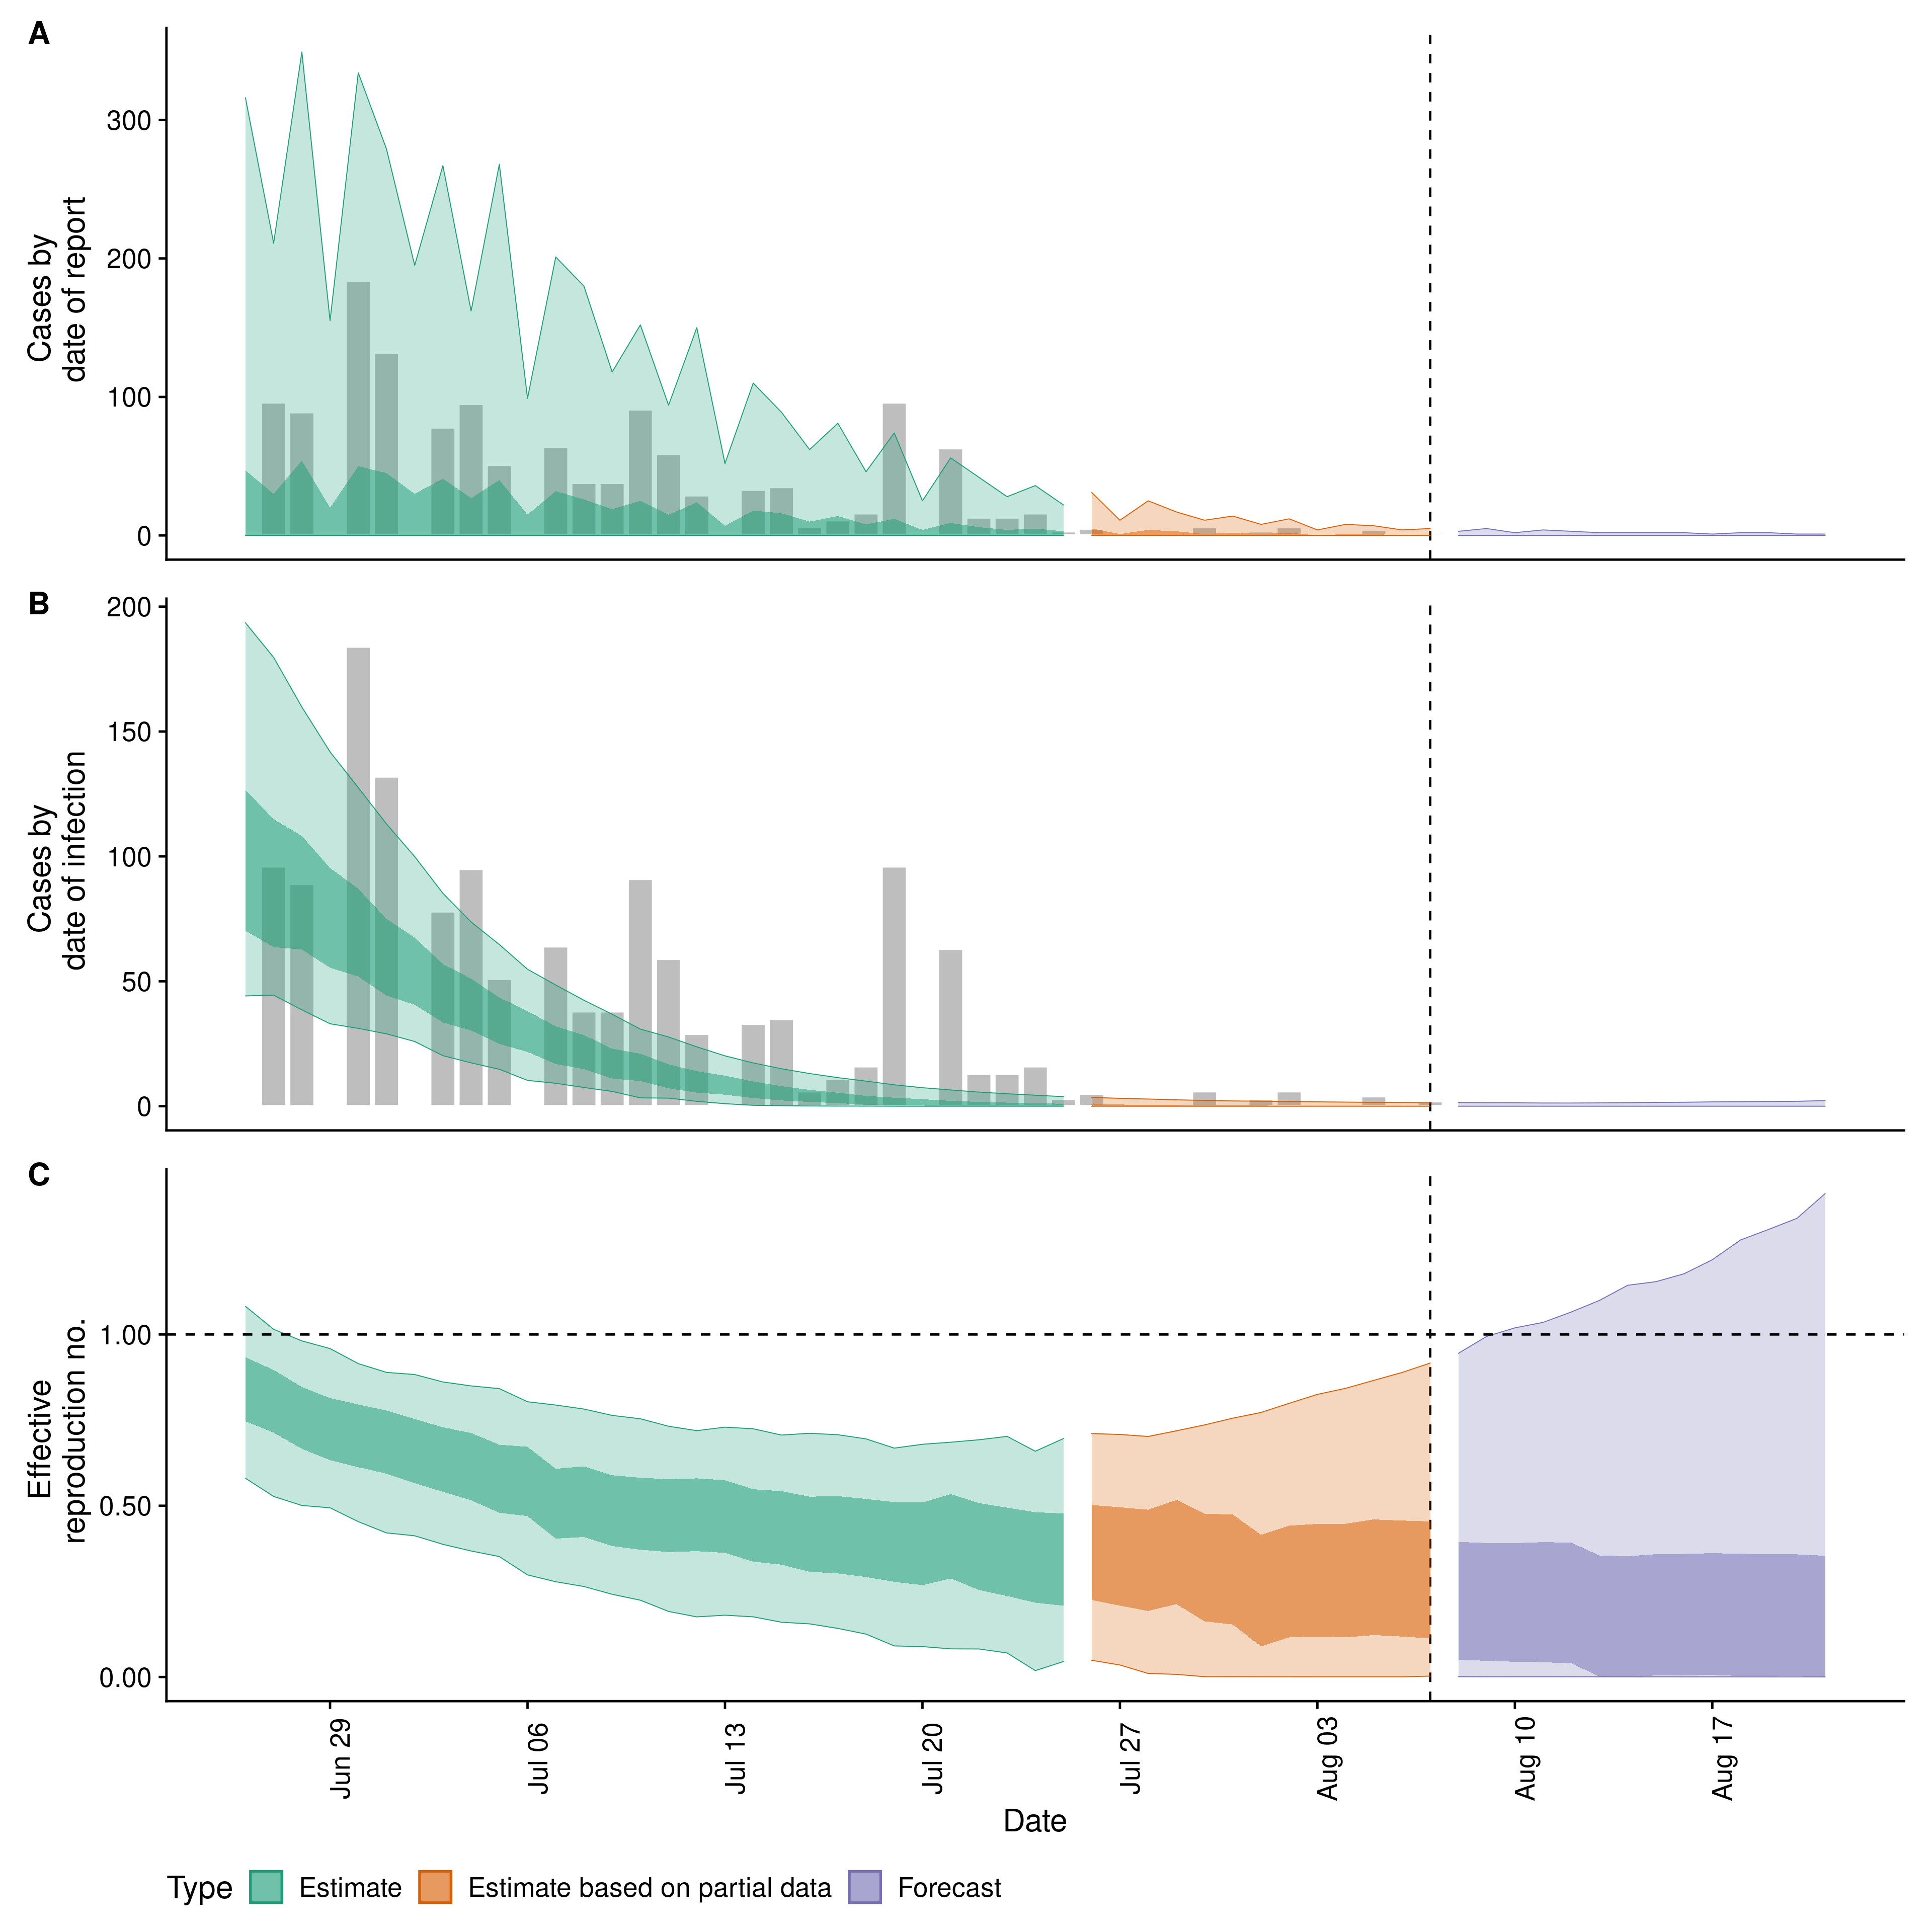 A
300
200
100
0
Cases by
date of report
B
200
150
100
50
0
Cases by
date of infection
C
1.00
0.50
0.00
Effective
reproduction no.
Jun 29
Jul 06
Jul 13
Jul 20
Jul 27
Aug 03
Aug 10
Aug 17
Date
Type Estimate Estimate based on partial data Forecast